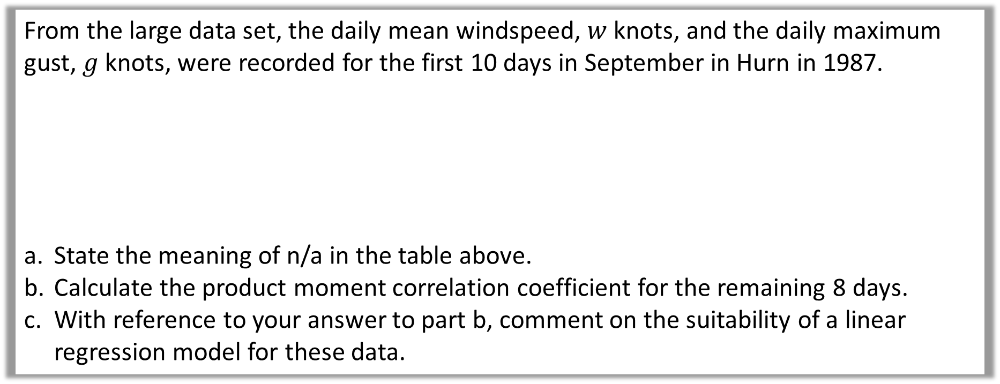 From the large data set, the daily mean windspeed, w knots, and the daily maximum
gust, g knots, were recorded for the first 10 days in September in Hurn in 1987.
a. State the meaning of n/a in the table above.
b. Calculate the product moment correlation coefficient for the remaining 8 days.
c. With reference to your answer to part b, comment on the suitability of a linear
regression model for these data.